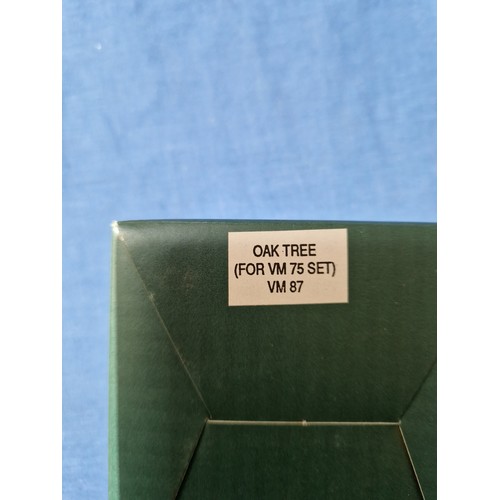 OAK TREE
(FOR VM 75 SET)
VM 87